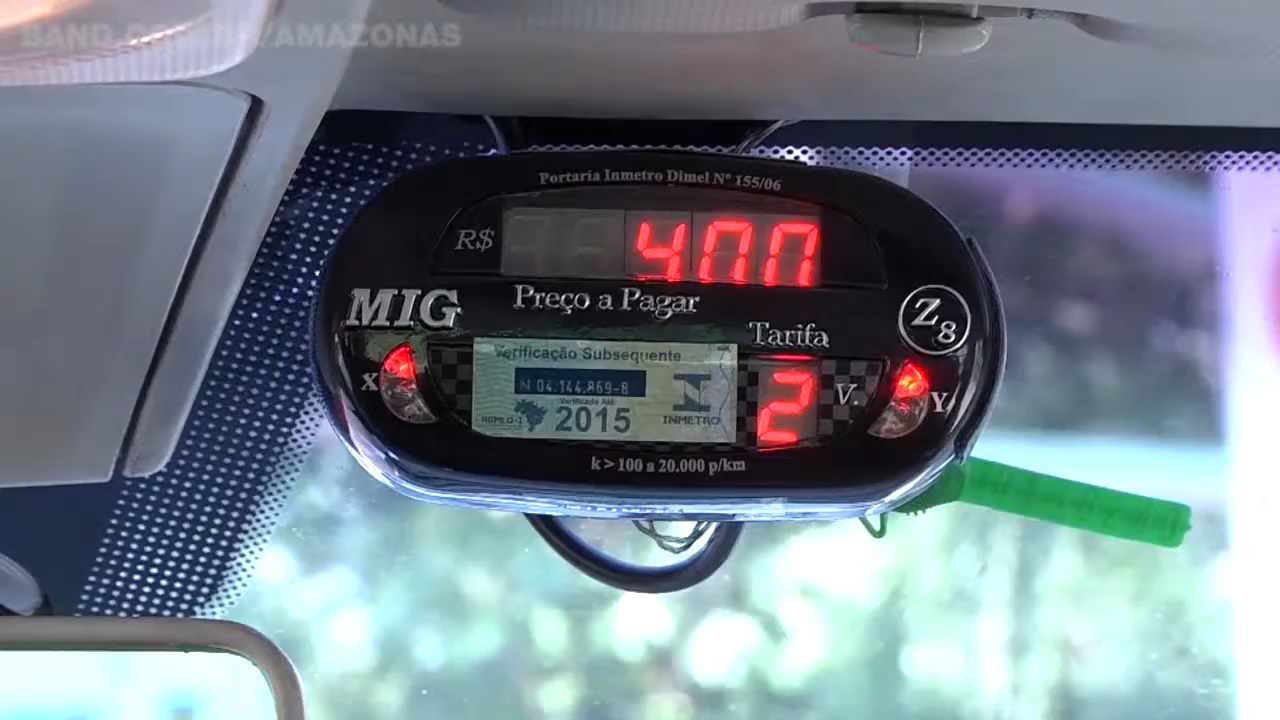 BAND.COM.BR/AMAZONAS
Portaria Inmetro Dimel Nº 155/06
R$ 400
Preço a Pagar
MIG
Z8
Tarifa
X
Verificação Subsequente
N 04.144.869-8
Verificado Até:
2015
RBMLQ-I
INMETRO
2
V.
Y
k > 100 a 20.000 p/km